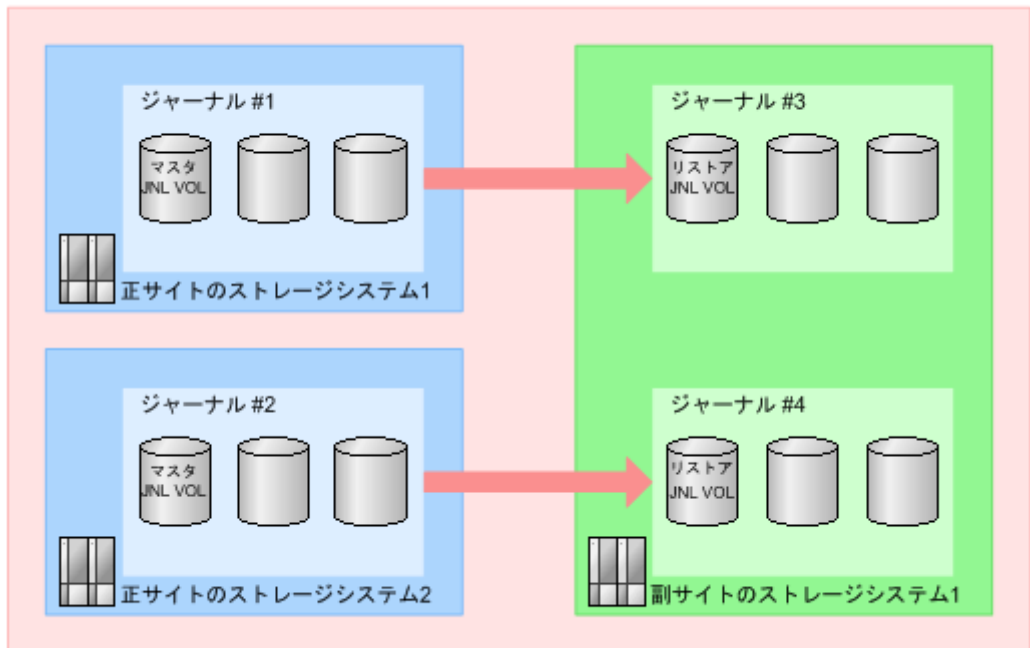 ジャーナル #1
マスタ
JNL VOL
正サイトのストレージシステム1
ジャーナル #2
マスタ
JNL VOL
正サイトのストレージシステム2
ジャーナル #3
リストア
JNL VOL
ジャーナル #4
リストア
JNL VOL
副サイトのストレージシステム1